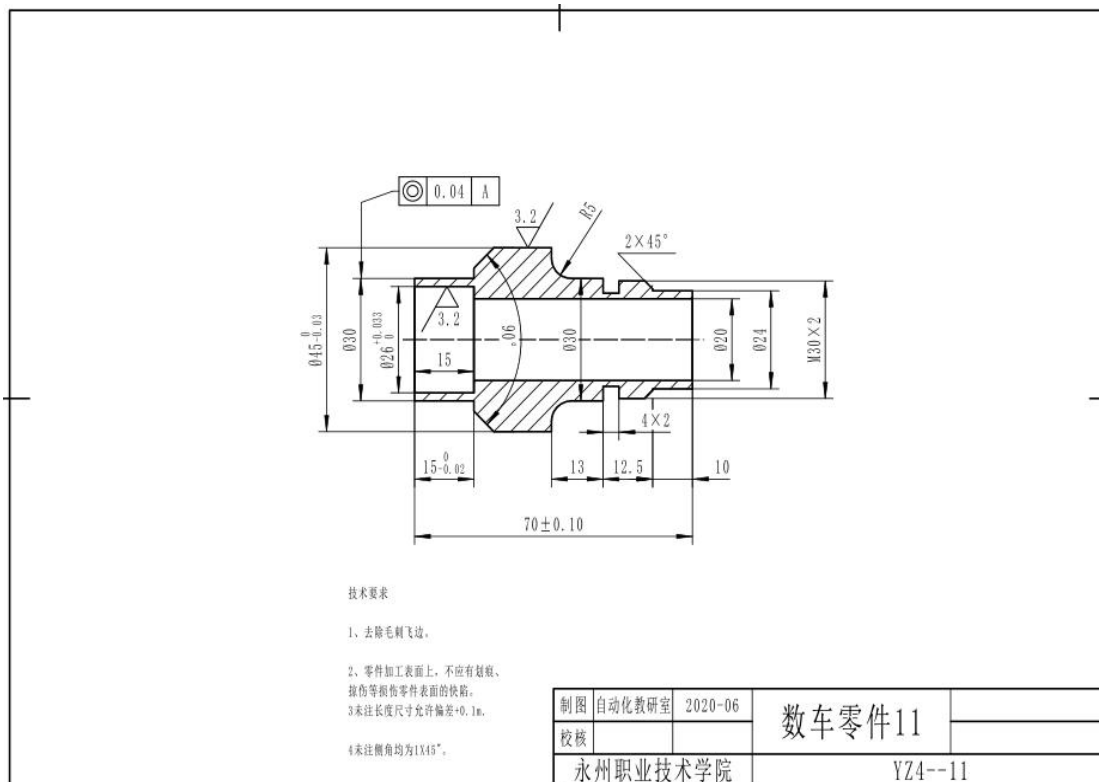 ◎ 0.04 A
3.2
R5
2×45°
Ø45 0 -0.03
Ø30
Ø26 +0.033 0
3.2
15
Ø30
Ø20
Ø24
M30×2
4×2
15 0 -0.02
13
12.5
10
70±0.10
技术要求
1、去除毛刺飞边。
2、零件加工表面上，不应有划痕、
掠伤等损伤零件表面的快陷。
3未注长度尺寸允许偏差+0.1m。
4未注侧角均为1X45°。
制图 自动化教研室 2020-06
数车零件11
校核
永州职业技术学院 YZ4--11